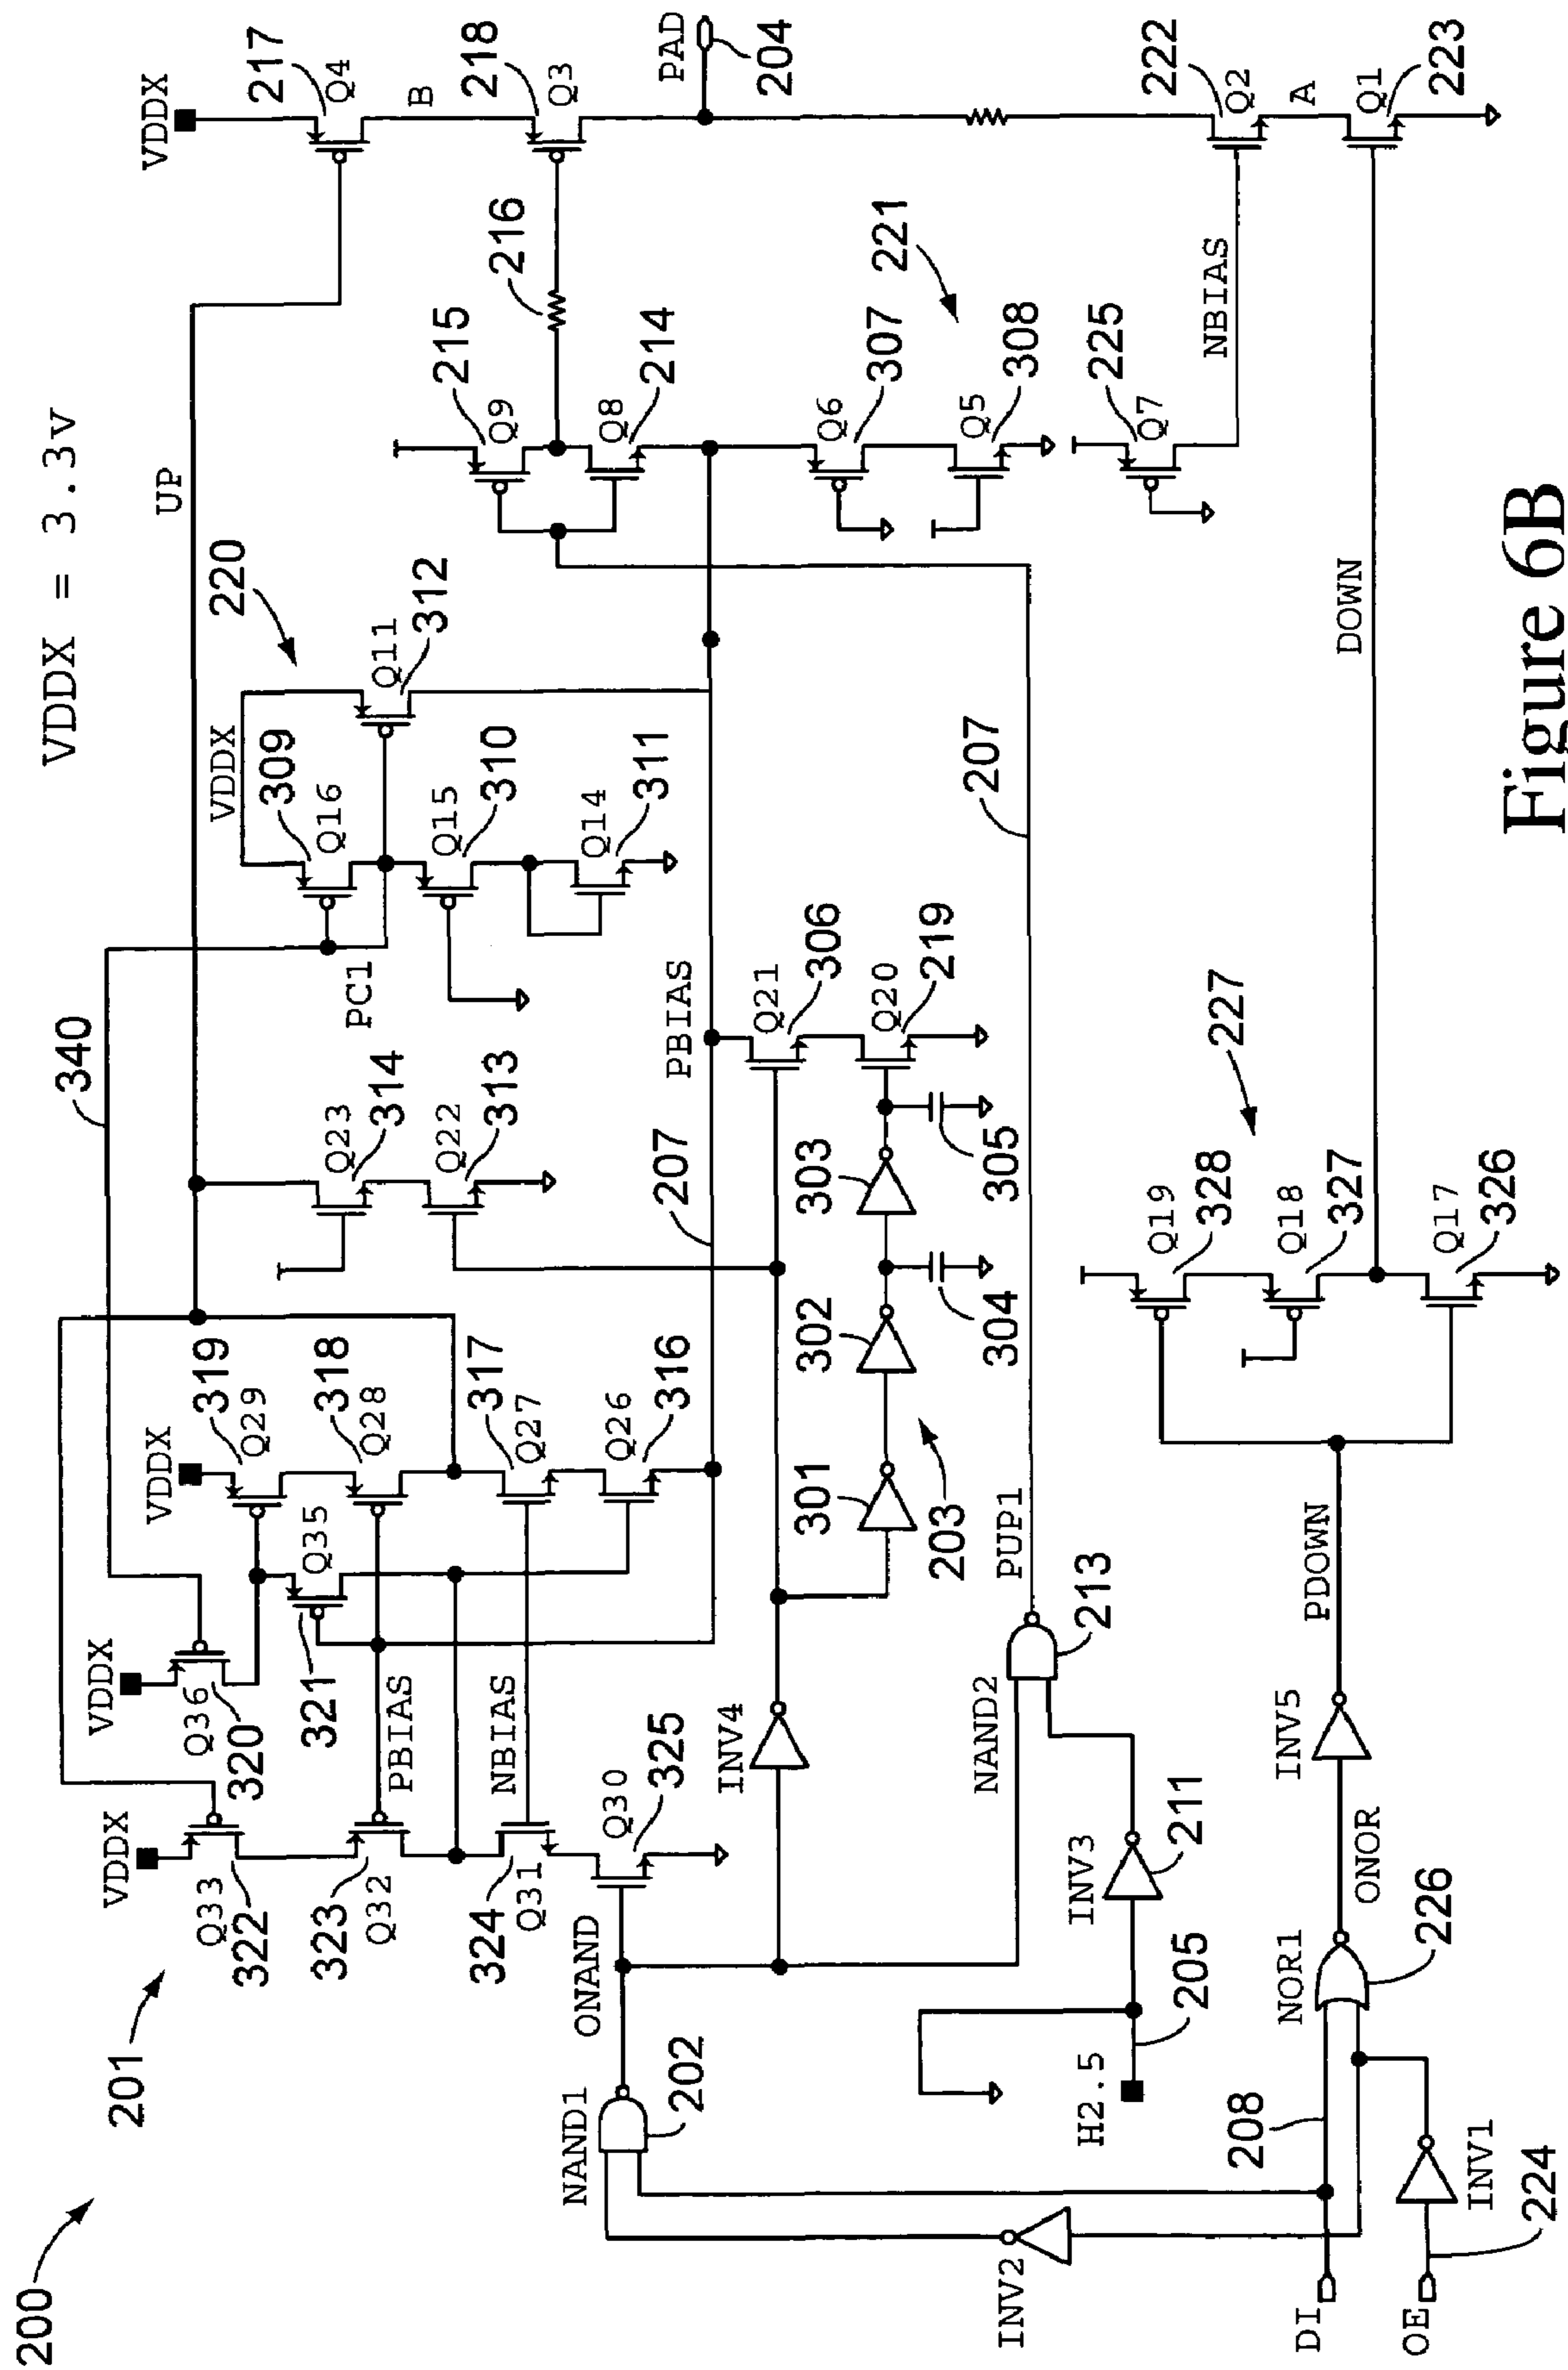 VDDX = 3.3v
200
201
340
220
UP
VDDX
217
Q4
B
218
Q3
PAD
204
VDDX
Q33
322
VDDX
Q36
320
VDDX
319
Q29
321
Q35
318
Q28
323
Q32
PBIAS
NBIAS
317
Q27
316
Q26
324
Q31
Q30
325
ONAND
Q23
314
Q22
313
PC1
VDDX
309
Q16
Q15
310
Q14
311
Q11
312
215
Q9
216
Q8
214
221
Q6
307
Q5
308
225
Q7
NBIAS
222
Q2
A
Q1
223
207
PBIAS
Q21
306
Q20
219
301
302
303
304
305
203
INV4
NAND1
202
NAND2
213
PUP1
207
INV3
211
H2.5
205
INV2
DI
208
OE
224
INV1
NOR1
226
ONOR
INV5
PDOWN
227
Q19
328
Q18
327
Q17
326
DOWN
Figure 6B